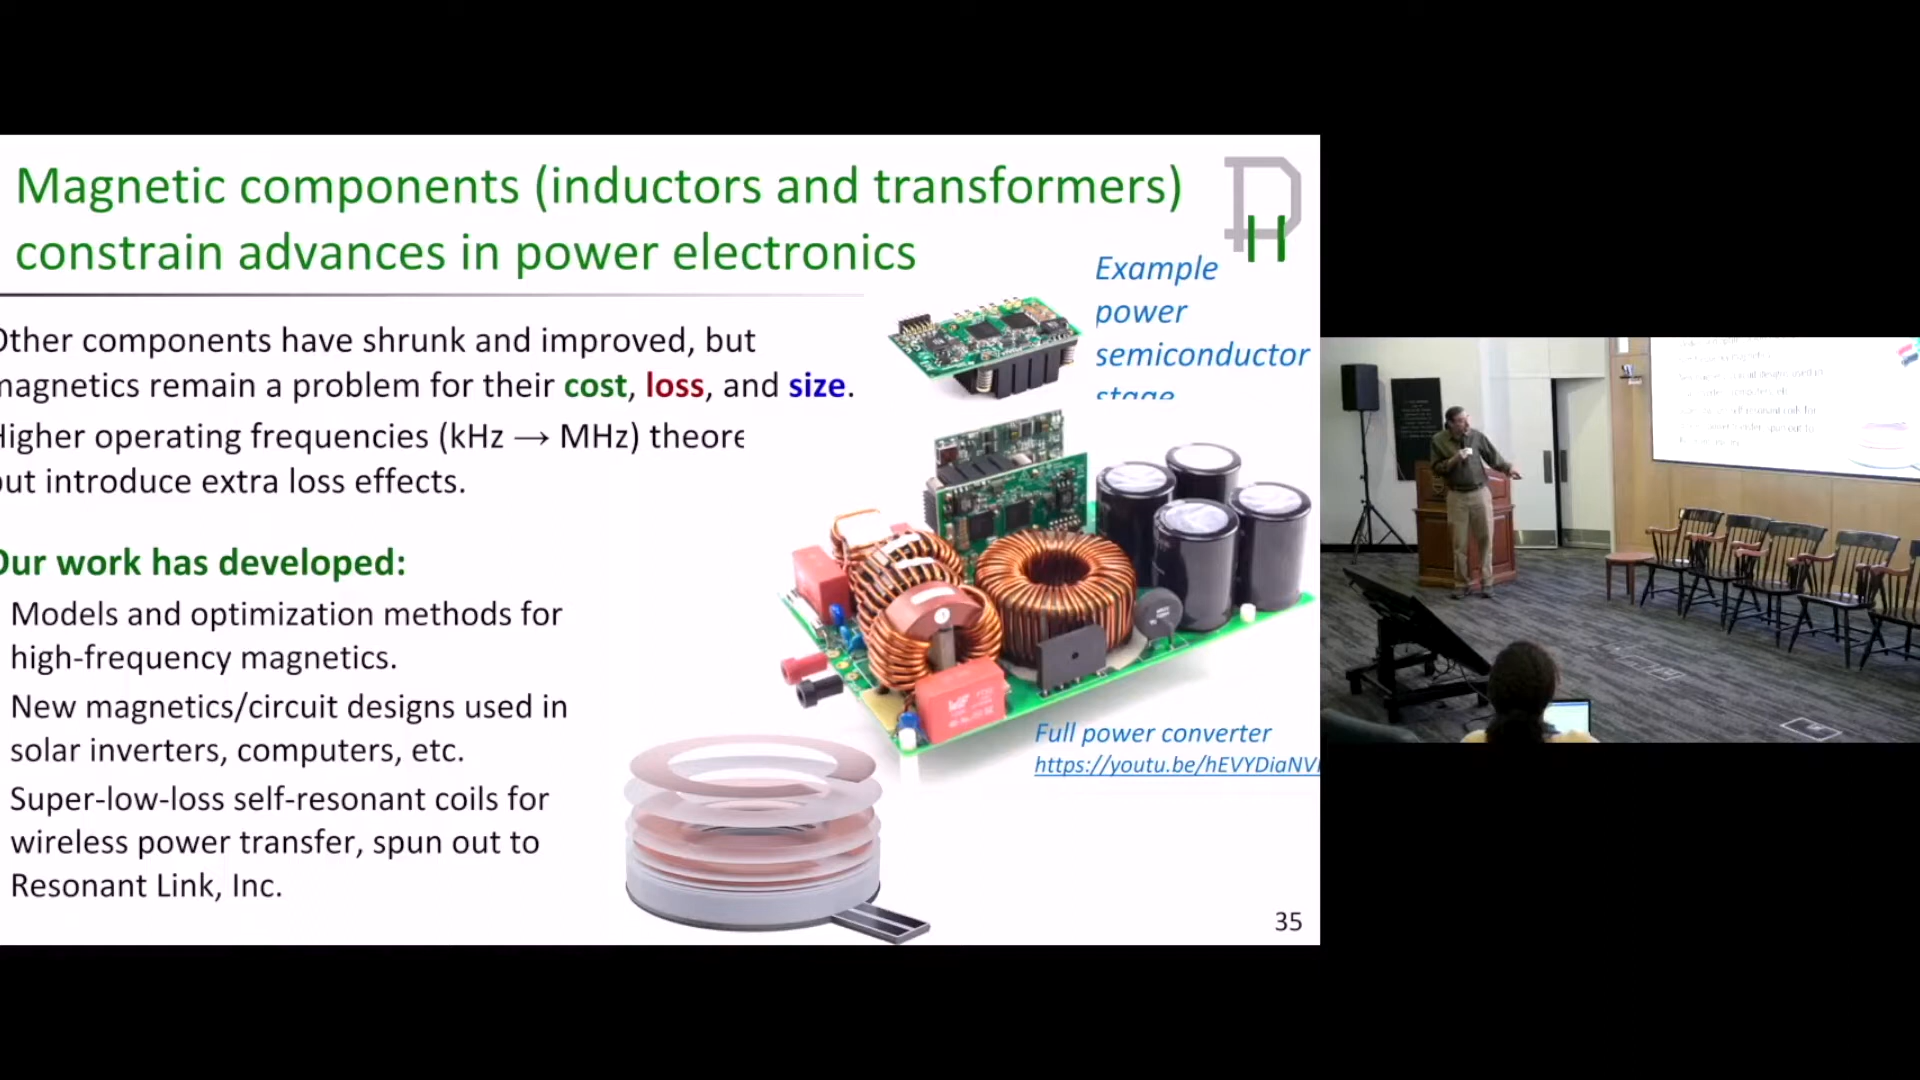 Magnetic components (inductors and transformers)
constrain advances in power electronics
Example
power
semiconductor
stage
Other components have shrunk and improved, but
magnetics remain a problem for their cost, loss, and size.
Higher operating frequencies (kHz → MHz) theore
but introduce extra loss effects.
Our work has developed:
Models and optimization methods for
high-frequency magnetics.
New magnetics/circuit designs used in
solar inverters, computers, etc.
Super-low-loss self-resonant coils for
wireless power transfer, spun out to
Resonant Link, Inc.
Full power converter
https://youtu.be/hEVYDiaNV
35